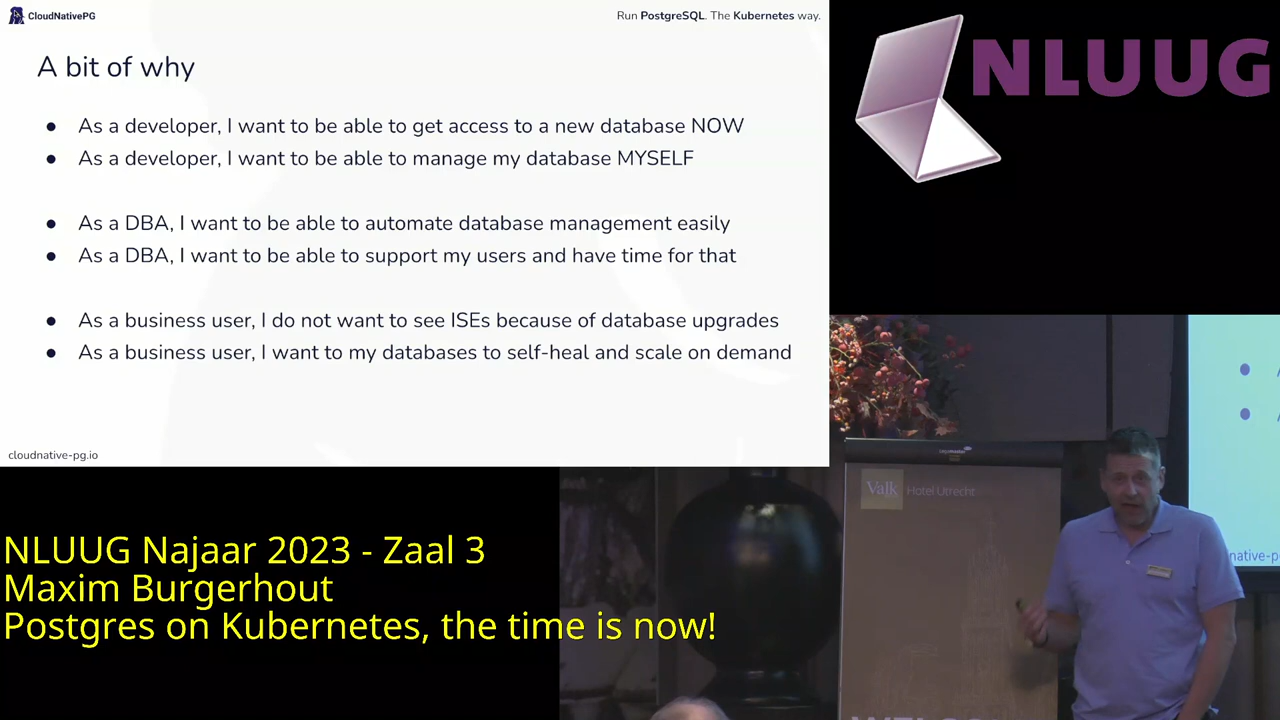 CloudNativePG
Run PostgreSQL. The Kubernetes way.
A bit of why
● As a developer, I want to be able to get access to a new database NOW
● As a developer, I want to be able to manage my database MYSELF
● As a DBA, I want to be able to automate database management easily
● As a DBA, I want to be able to support my users and have time for that
● As a business user, I do not want to see ISEs because of database upgrades
● As a business user, I want to my databases to self-heal and scale on demand
cloudnative-pg.io
NLUUG
Valk Hotel Utrecht
native-p
NLUUG Najaar 2023 - Zaal 3
Maxim Burgerhout
Postgres on Kubernetes, the time is now!